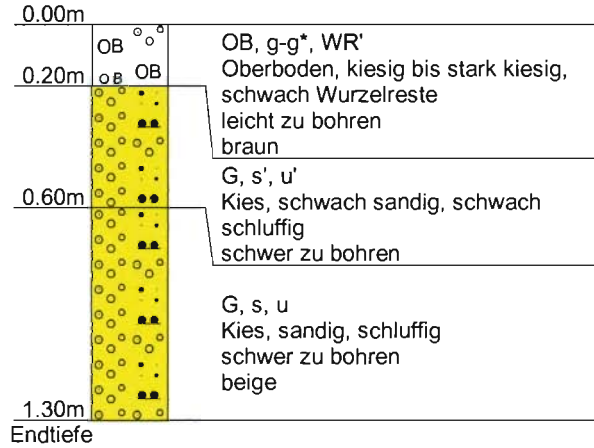 0.00m
OB
OB
OB
0.20m
OB, g-g*, WR'
Oberboden, kiesig bis stark kiesig,
schwach Wurzelreste
leicht zu bohren
braun
0.60m
G, s', u'
Kies, schwach sandig, schwach
schluffig
schwer zu bohren
G, s, u
Kies, sandig, schluffig
schwer zu bohren
beige
1.30m
Endtiefe